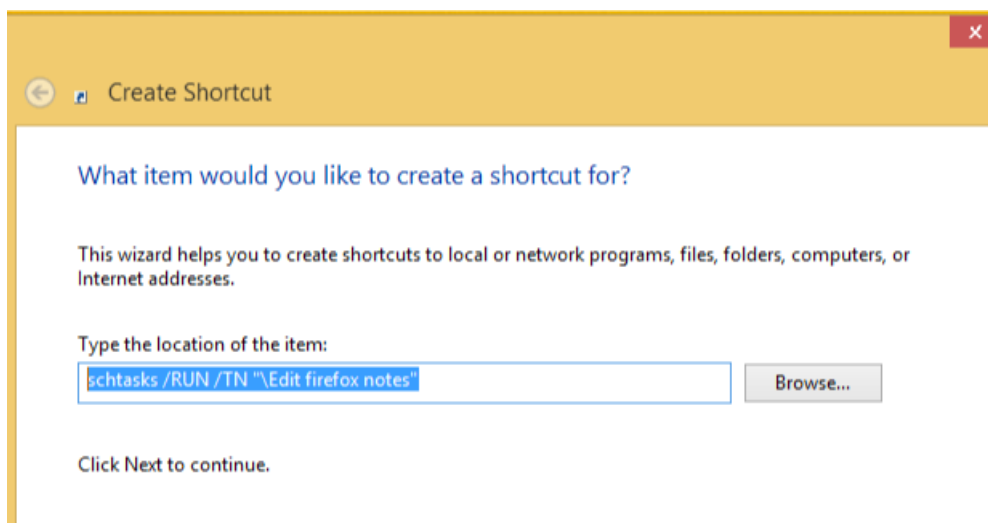 Create Shortcut
What item would you like to create a shortcut for?
This wizard helps you to create shortcuts to local or network programs, files, folders, computers, or
Internet addresses.
Type the location of the item:
schtasks /RUN /TN "\Edit firefox notes"
Browse...
Click Next to continue.